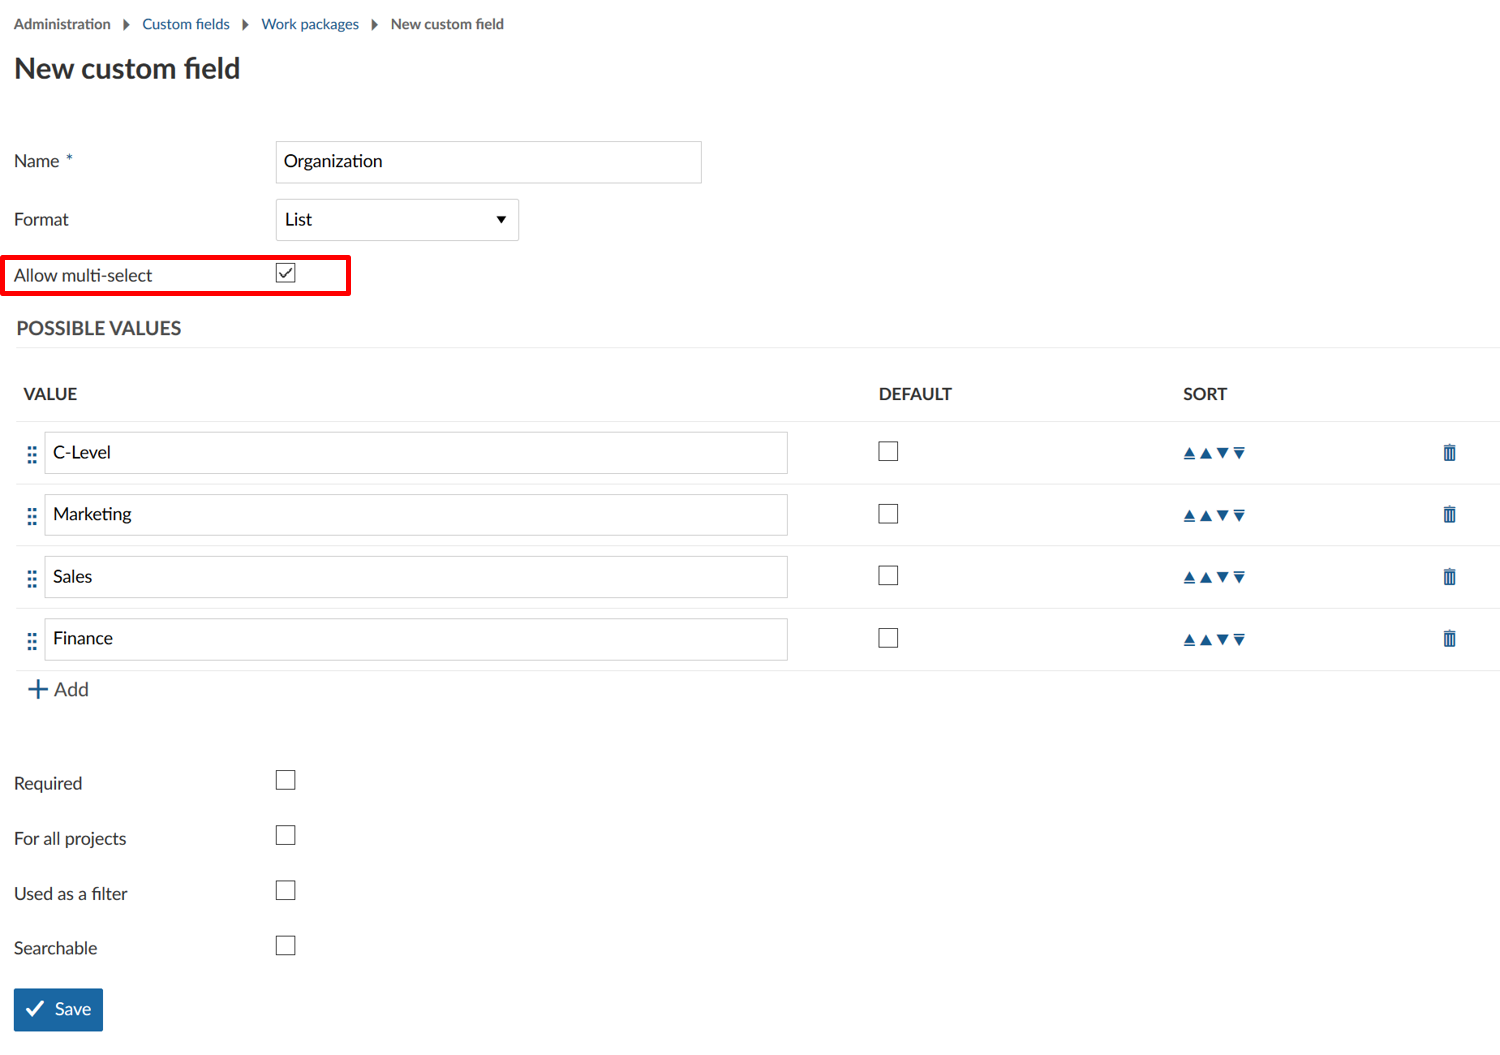 Administration Custom fields Work packages New custom field
New custom field
Name * Organization
Format List
Allow multi-select
POSSIBLE VALUES
VALUE DEFAULT SORT
C-Level
Marketing
Sales
Finance
Add
Required
For all projects
Used as a filter
Searchable
Save